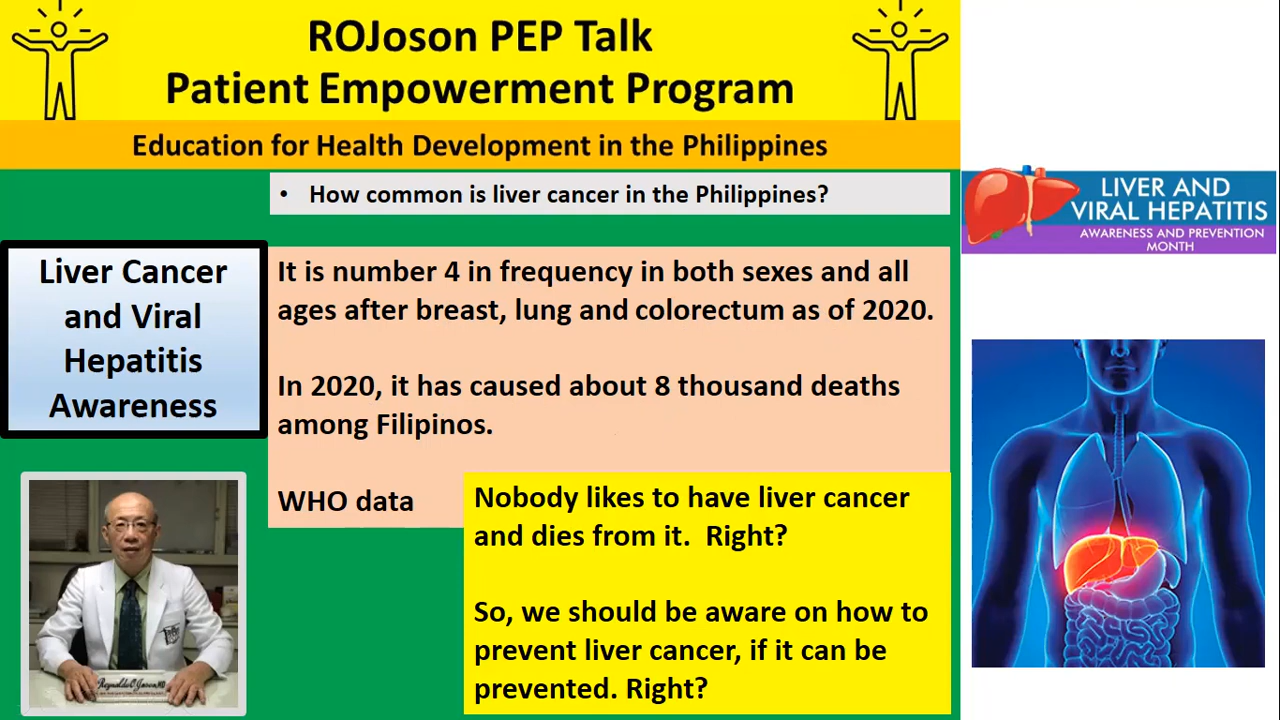 ROJoson PEP Talk
Patient Empowerment Program
Education for Health Development in the Philippines
• How common is liver cancer in the Philippines?
LIVER AND
VIRAL HEPATITIS
AWARENESS AND PREVENTION
MONTH
Liver Cancer
and Viral
Hepatitis
Awareness
It is number 4 in frequency in both sexes and all
ages after breast, lung and colorectum as of 2020.
In 2020, it has caused about 8 thousand deaths
among Filipinos.
WHO data
Nobody likes to have liver cancer
and dies from it.  Right?
So, we should be aware on how to
prevent liver cancer, if it can be
prevented. Right?
Reynaldo O. Joson, MD